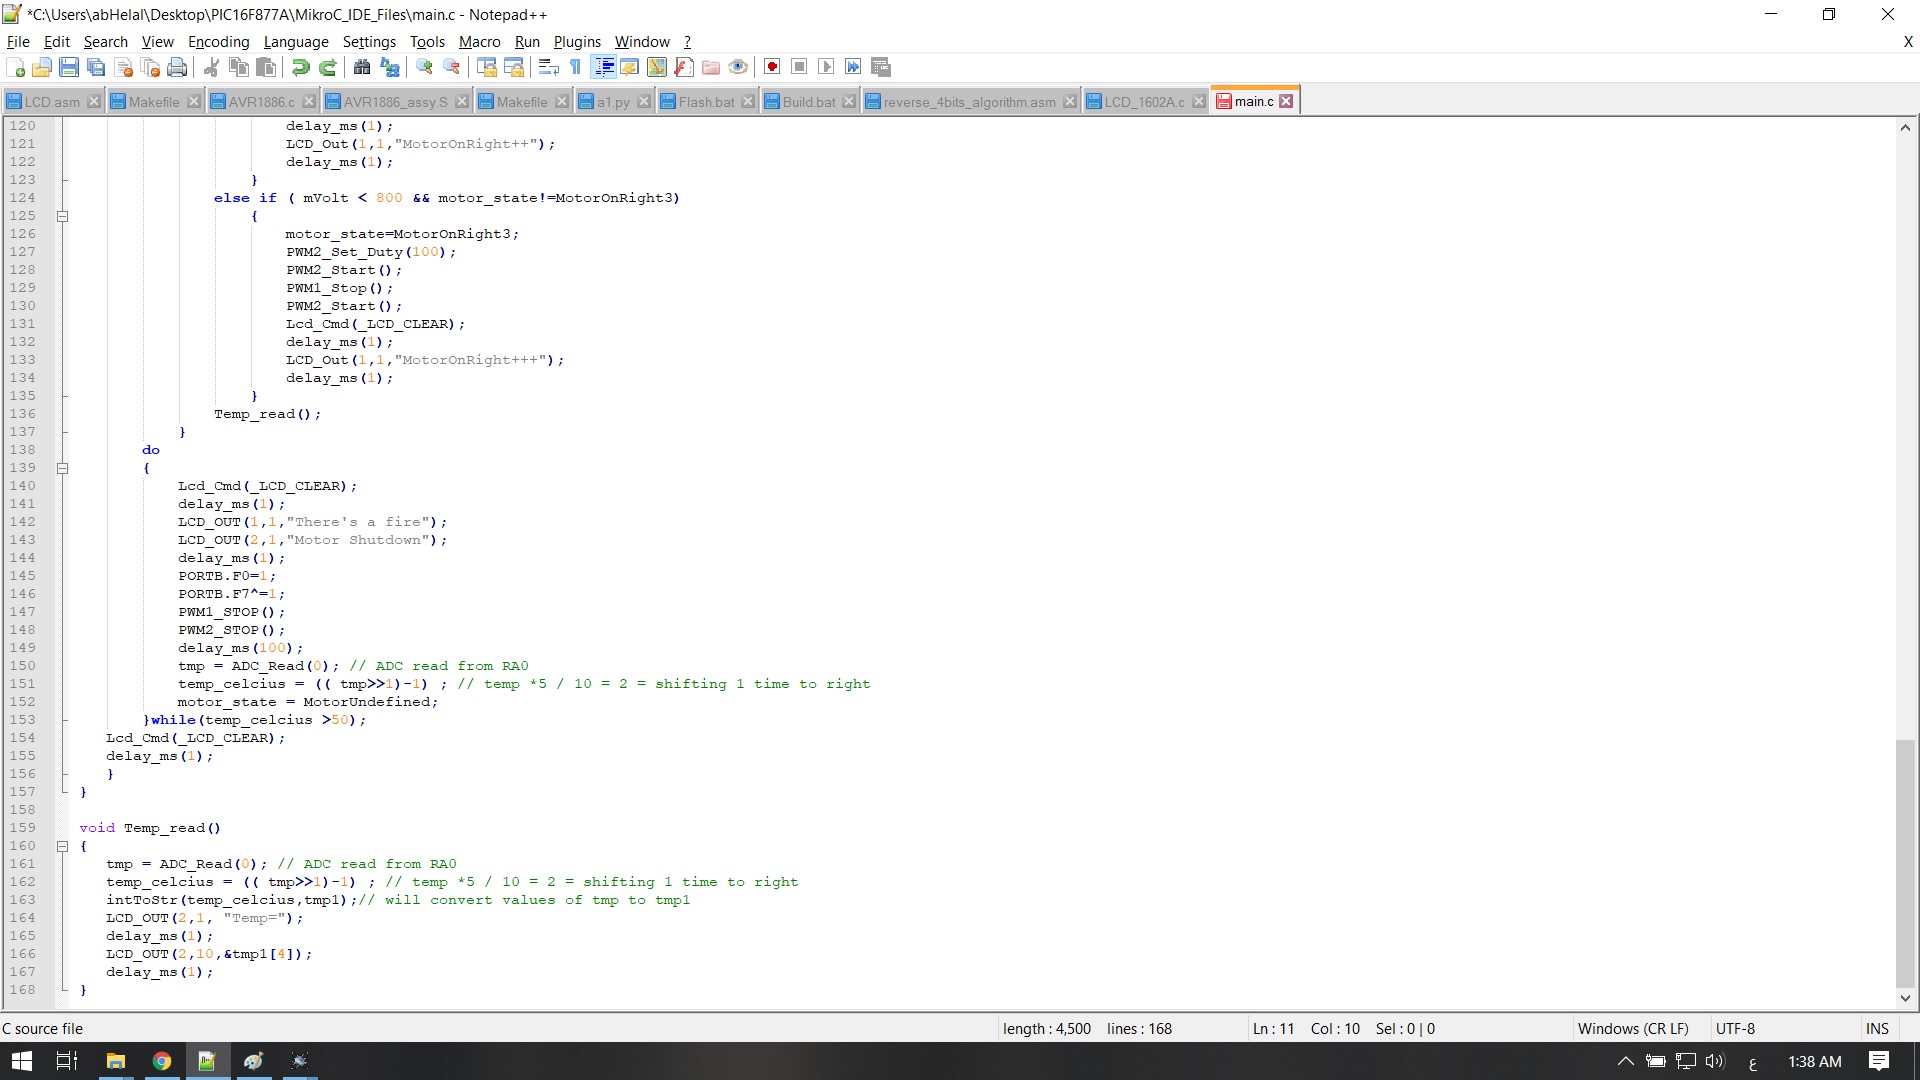 *C:\Users\abHelal\Desktop\PIC16F877A\MikroC_IDE_Files\main.c - Notepad++
File Edit Search View Encoding Language Settings Tools Macro Run Plugins Window ? X
LCD.asm Makefile AVR1886.c AVR1886_assy.S Makefile a1.py Flash.bat Build.bat reverse_4bits_algorithm.asm LCD_1602A.c main.c
120 delay_ms(1);
121 LCD_Out(1,1,"MotorOnRight++");
122 delay_ms(1);
123 }
124 else if ( mVolt < 800 && motor_state!=MotorOnRight3)
125 {
126 motor_state=MotorOnRight3;
127 PWM2_Set_Duty(100);
128 PWM2_Start();
129 PWM1_Stop();
130 PWM2_Start();
131 Lcd_Cmd(_LCD_CLEAR);
132 delay_ms(1);
133 LCD_Out(1,1,"MotorOnRight+++");
134 delay_ms(1);
135 }
136 Temp_read();
137 }
138 do
139 {
140 Lcd_Cmd(_LCD_CLEAR);
141 delay_ms(1);
142 LCD_OUT(1,1,"There's a fire");
143 LCD_OUT(2,1,"Motor Shutdown");
144 delay_ms(1);
145 PORTB.F0=1;
146 PORTB.F7^=1;
147 PWM1_STOP();
148 PWM2_STOP();
149 delay_ms(100);
150 tmp = ADC_Read(0); // ADC read from RA0
151 temp_celcius = (( tmp>>1)-1) ; // temp *5 / 10 = 2 = shifting 1 time to right
152 motor_state = MotorUndefined;
153 }while(temp_celcius >50);
154 Lcd_Cmd(_LCD_CLEAR);
155 delay_ms(1);
156 }
157 }
158
159 void Temp_read()
160 {
161 tmp = ADC_Read(0); // ADC read from RA0
162 temp_celcius = (( tmp>>1)-1) ; // temp *5 / 10 = 2 = shifting 1 time to right
163 intToStr(temp_celcius,tmp1);// will convert values of tmp to tmp1
164 LCD_OUT(2,1, "Temp=");
165 delay_ms(1);
166 LCD_OUT(2,10,&tmp1[4]);
167 delay_ms(1);
168 }
C source file length : 4,500 lines : 168 Ln : 11 Col : 10 Sel : 0 | 0 Windows (CR LF) UTF-8 INS
ع 1:38 AM